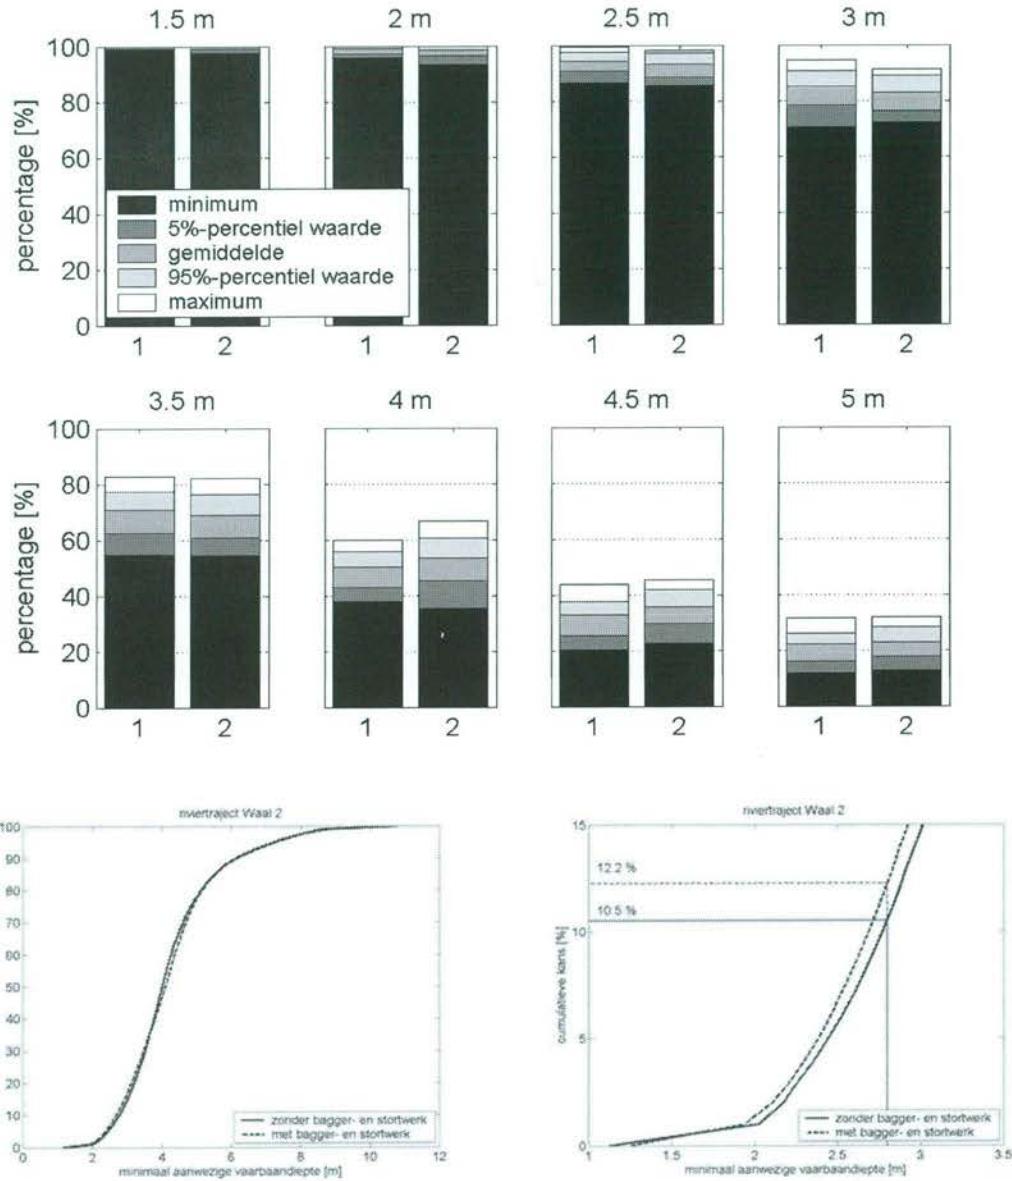 1.5 m
2 m
2.5 m
3 m
percentage [%]
100
80
60
40
20
0
minimum
5%-percentiel waarde
gemiddelde
95%-percentiel waarde
maximum
1 2
1 2
1 2
1 2
3.5 m
4 m
4.5 m
5 m
percentage [%]
100
80
60
40
20
0
1 2
1 2
1 2
1 2
riviertraject Waal 2
100
90
80
70
60
50
40
30
20
10
0
0 2 4 6 8 10 12
zonder bagger- en stortwerk
met bagger- en stortwerk
minimaal aanwezige vaarbaandiepte [m]
riviertraject Waal 2
cumulatieve kans [%]
15
10
5
0
12.2 %
10.5 %
1 1.5 2 2.5 3 3.5
zonder bagger- en stortwerk
met bagger- en stortwerk
minimaal aanwezige vaarbaandiepte [m]